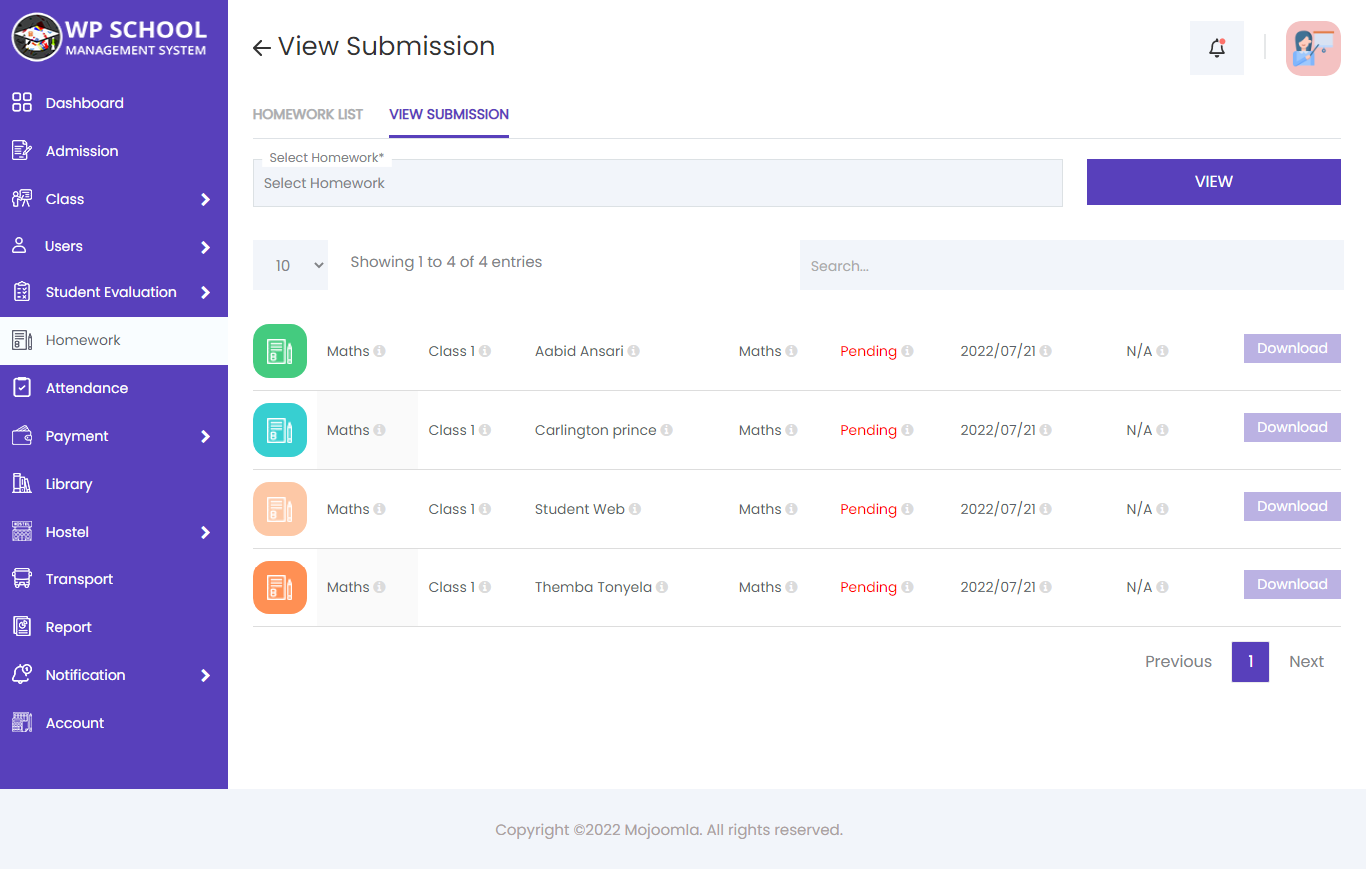 WP SCHOOL
MANAGEMENT SYSTEM
Dashboard
Admission
Class
Users
Student Evaluation
Homework
Attendance
Payment
Library
Hostel
Transport
Report
Notification
Account
View Submission
HOMEWORK LIST VIEW SUBMISSION
Select Homework*
Select Homework
VIEW
10 Showing 1 to 4 of 4 entries Search...
Maths Class 1 Aabid Ansari Maths Pending 2022/07/21 N/A Download
Maths Class 1 Carlington prince Maths Pending 2022/07/21 N/A Download
Maths Class 1 Student Web Maths Pending 2022/07/21 N/A Download
Maths Class 1 Themba Tonyela Maths Pending 2022/07/21 N/A Download
Previous 1 Next
Copyright ©2022 Mojoomla. All rights reserved.